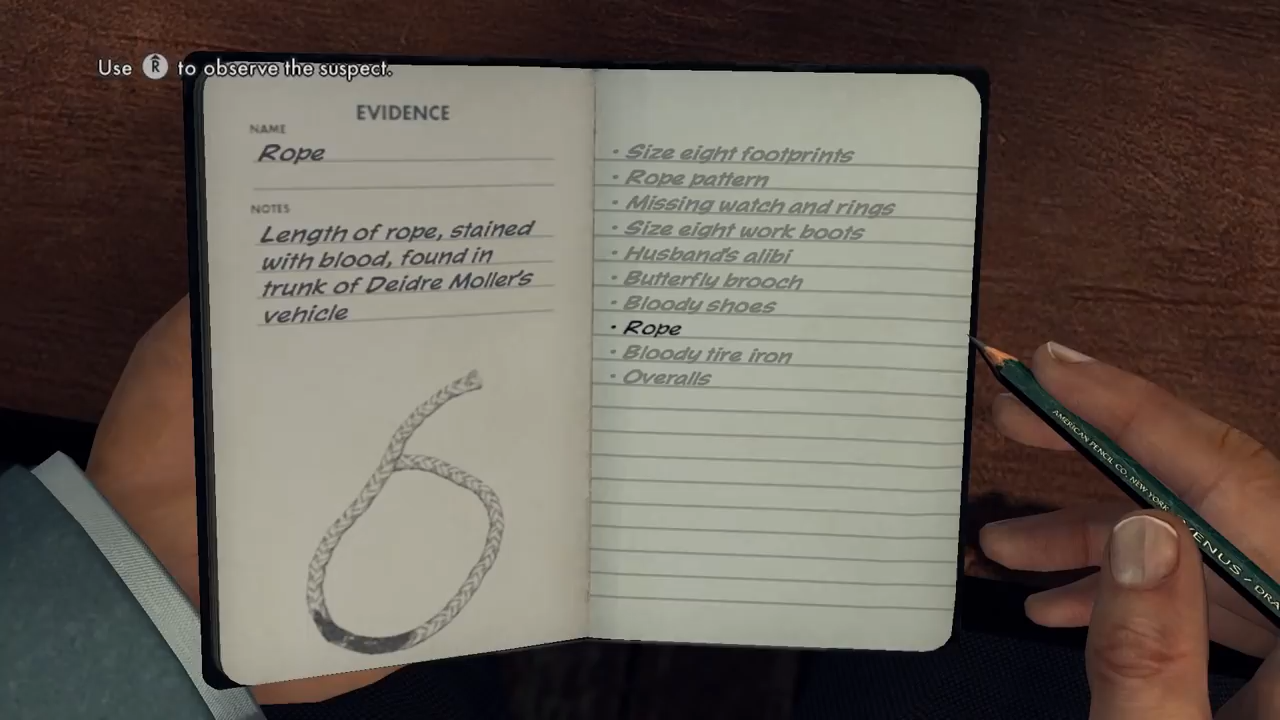 Use R to observe the suspect.
EVIDENCE
NAME
Rope
NOTES
Length of rope, stained
with blood, found in
trunk of Deidre Moller's
vehicle
• Size eight footprints
• Rope pattern
• Missing watch and rings
• Size eight work boots
• Husband's alibi
• Butterfly brooch
• Bloody shoes
• Rope
• Bloody tire iron
• Overalls
AMERICAN PENCIL CO. NEW YORK
VENUS / DRA